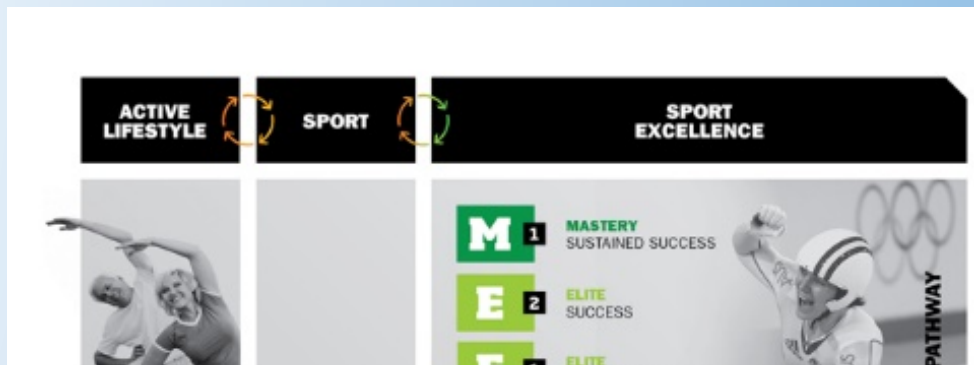 ACTIVE
LIFESTYLE
SPORT
SPORT
EXCELLENCE
M 1 MASTERY
SUSTAINED SUCCESS
E 2 ELITE
SUCCESS
ELITE
PATHWAY